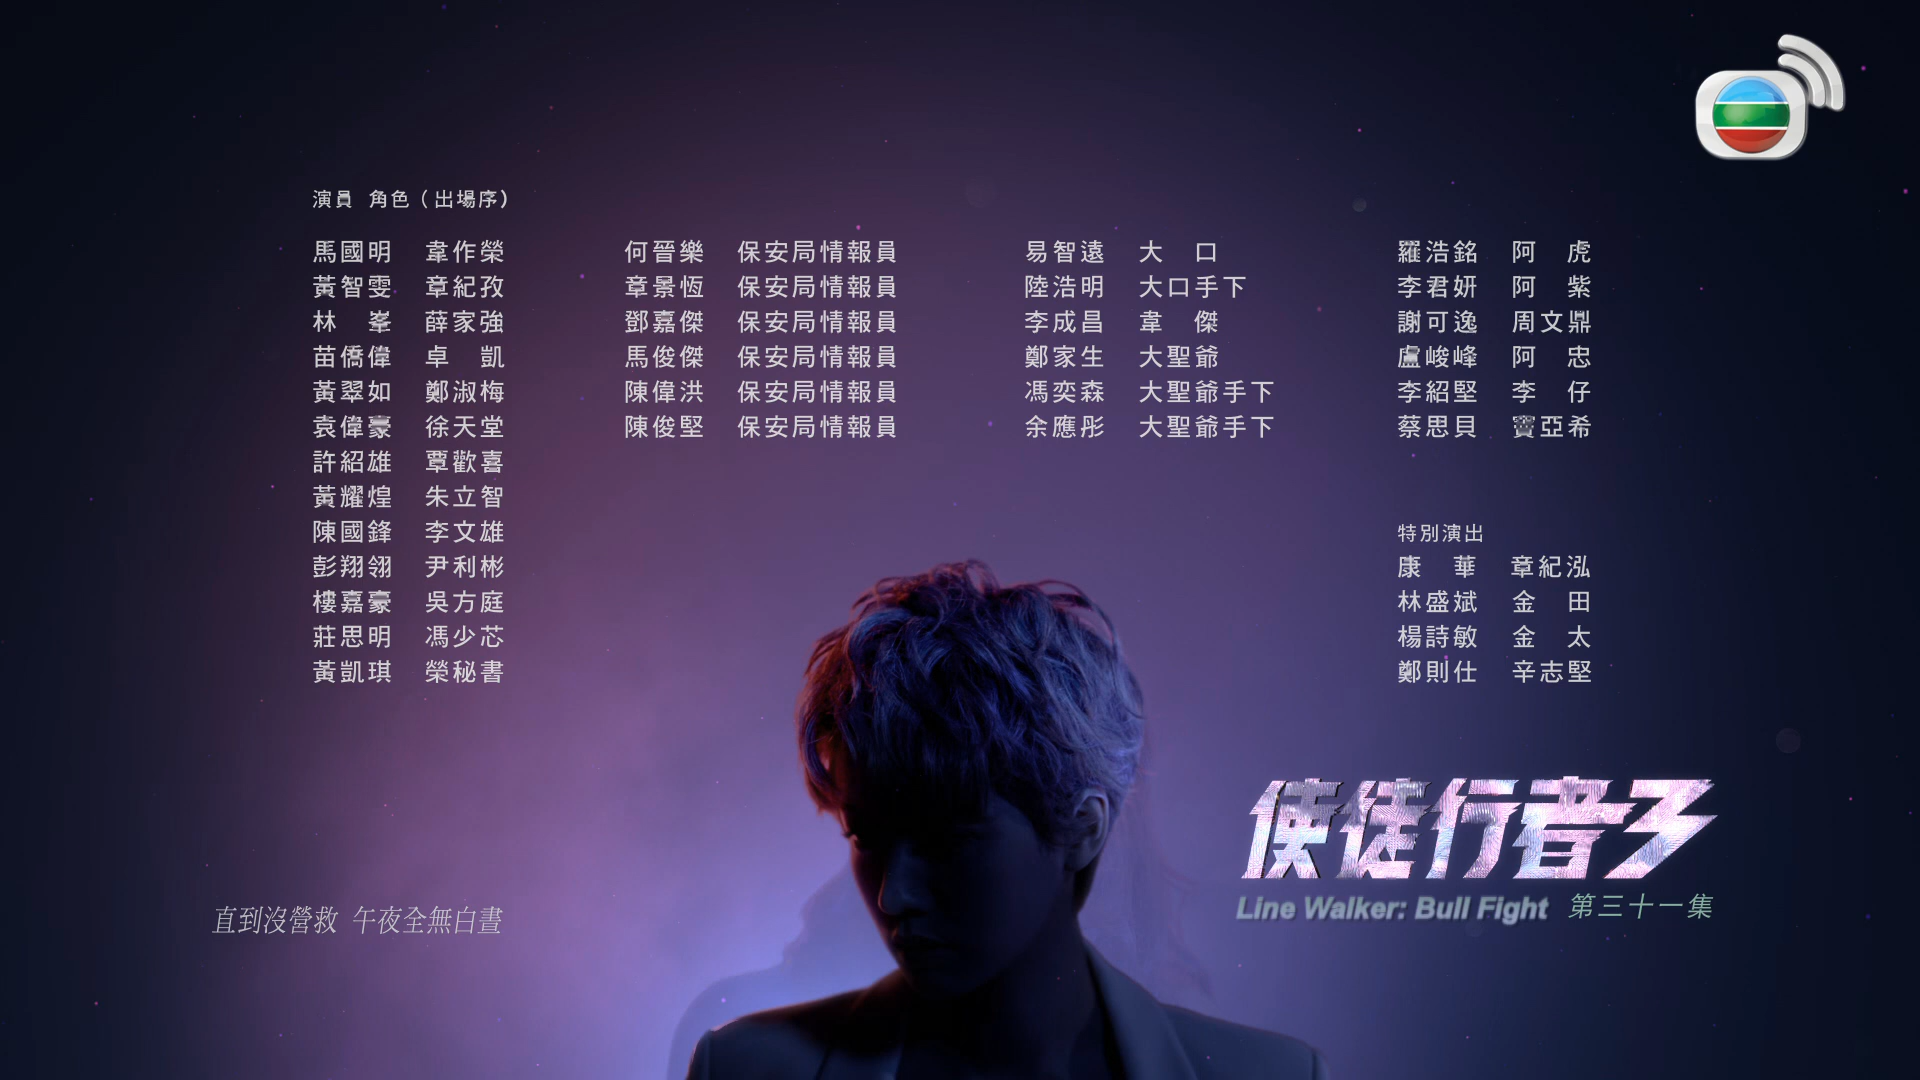 演員 角色（出場序）
馬國明 韋作榮
黃智雯 章紀孜
林 峯 薛家強
苗僑偉 卓 凱
黃翠如 鄭淑梅
袁偉豪 徐天堂
許紹雄 覃歡喜
黃耀煌 朱立智
陳國鋒 李文雄
彭翔翎 尹利彬
樓嘉豪 吳方庭
莊思明 馮少芯
黃凱琪 榮秘書
何晉樂 保安局情報員
章景恆 保安局情報員
鄧嘉傑 保安局情報員
馬俊傑 保安局情報員
陳偉洪 保安局情報員
陳俊堅 保安局情報員
易智遠 大 口
陸浩明 大口手下
李成昌 韋 傑
鄭家生 大聖爺
馮奕森 大聖爺手下
余應彤 大聖爺手下
羅浩銘 阿 虎
李君妍 阿 紫
謝可逸 周文鼎
盧峻峰 阿 忠
李紹堅 李 仔
蔡思貝 竇亞希
特別演出
康 華 章紀泓
林盛斌 金 田
楊詩敏 金 太
鄭則仕 辛志堅
使徒行者3
Line Walker: Bull Fight 第三十一集
直到沒營救 午夜全無白晝